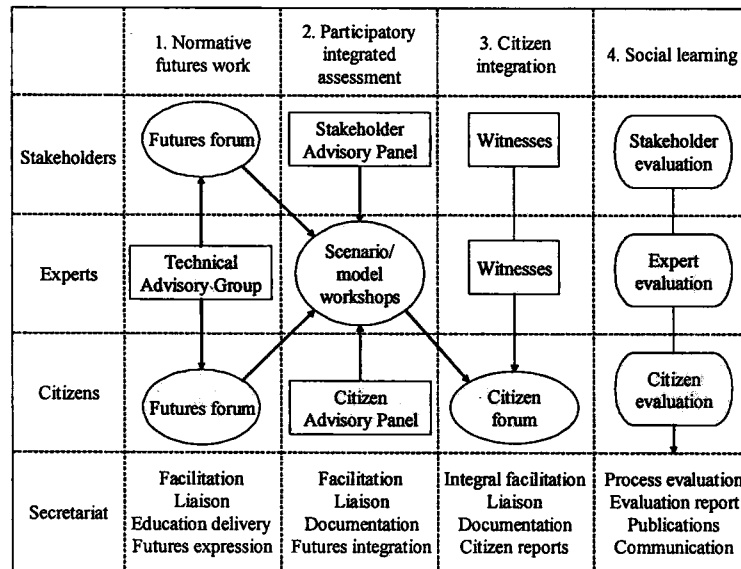 1. Normative
futures work
2. Participatory
integrated
assessment
3. Citizen
integration
4. Social learning
Stakeholders
Futures forum
Stakeholder
Advisory Panel
Witnesses
Stakeholder
evaluation
Experts
Technical
Advisory Group
Scenario/
model
workshops
Witnesses
Expert
evaluation
Citizens
Futures forum
Citizen
Advisory Panel
Citizen
forum
Citizen
evaluation
Secretariat
Facilitation
Liaison
Education delivery
Futures expression
Facilitation
Liaison
Documentation
Futures integration
Integral facilitation
Liaison
Documentation
Citizen reports
Process evaluation
Evaluation report
Publications
Communication